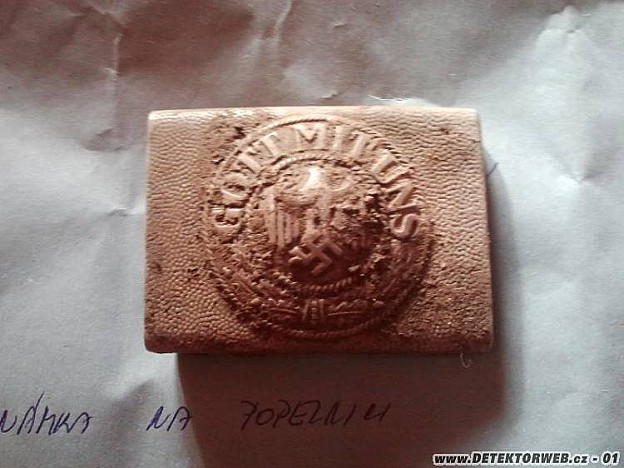 GOTT MIT UNS
NA
www.DETEKTORWEB.cz - 01